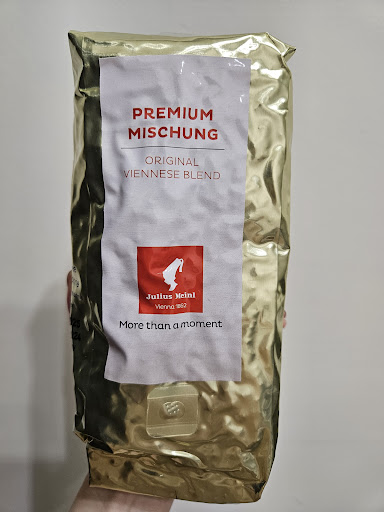 PREMIUM
MISCHUNG
ORIGINAL
VIENNESE BLEND
Julius Meinl
Vienna 1862
More than a moment